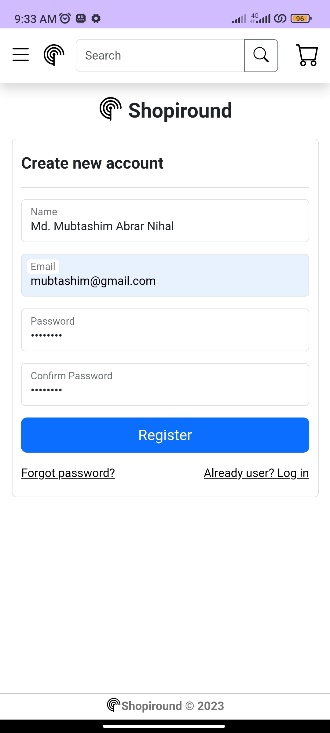 9:33 AM
4G
96
Search
Shopiround
Create new account
Name
Md. Mubtashim Abrar Nihal
Email
mubtashim@gmail.com
Password
••••••••
Confirm Password
••••••••
Register
Forgot password? Already user? Log in
Shopiround © 2023